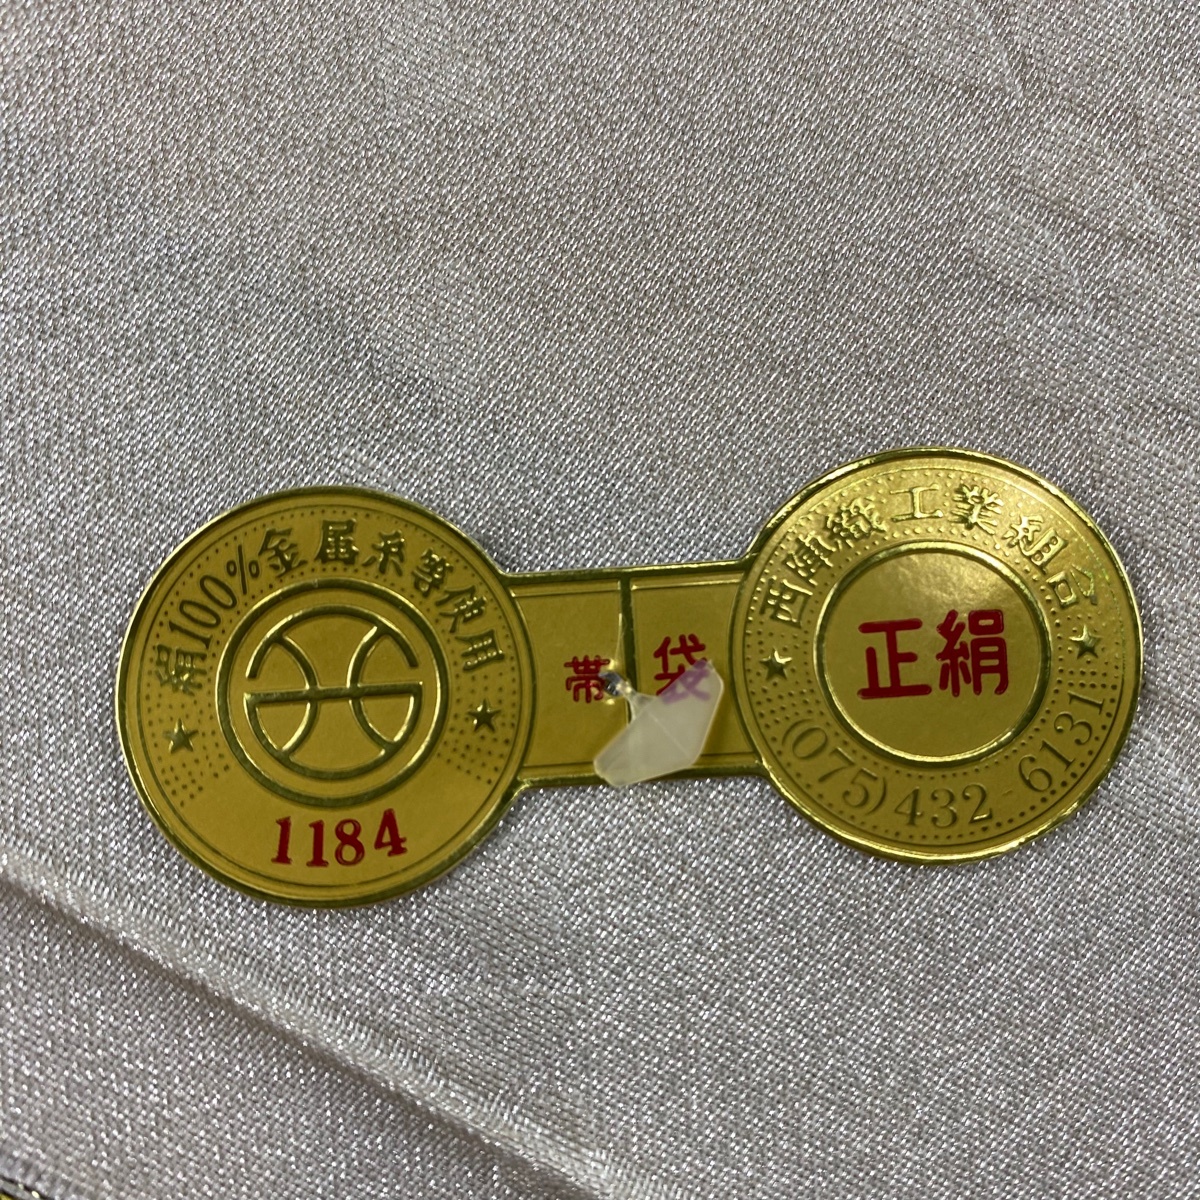 絹100%金属糸等使用
1184
帯
袋
西陣織工業組合
正絹
(075)432-6131